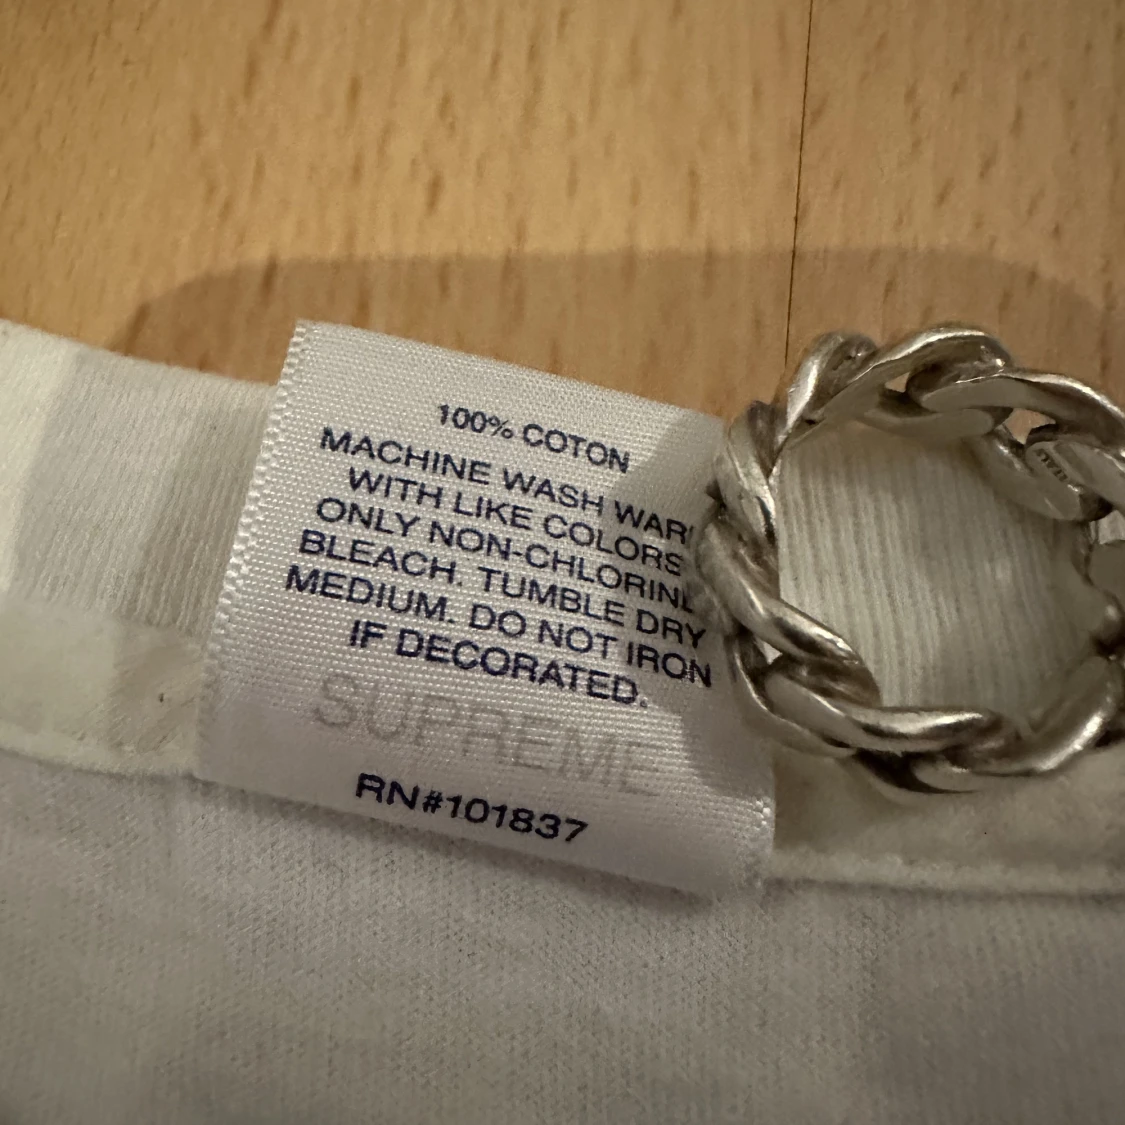 100% COTON
MACHINE WASH WAR
WITH LIKE COLORS
ONLY NON-CHLORINE
BLEACH. TUMBLE DRY
MEDIUM. DO NOT IRON
IF DECORATED.
SUPREME
RN#101837